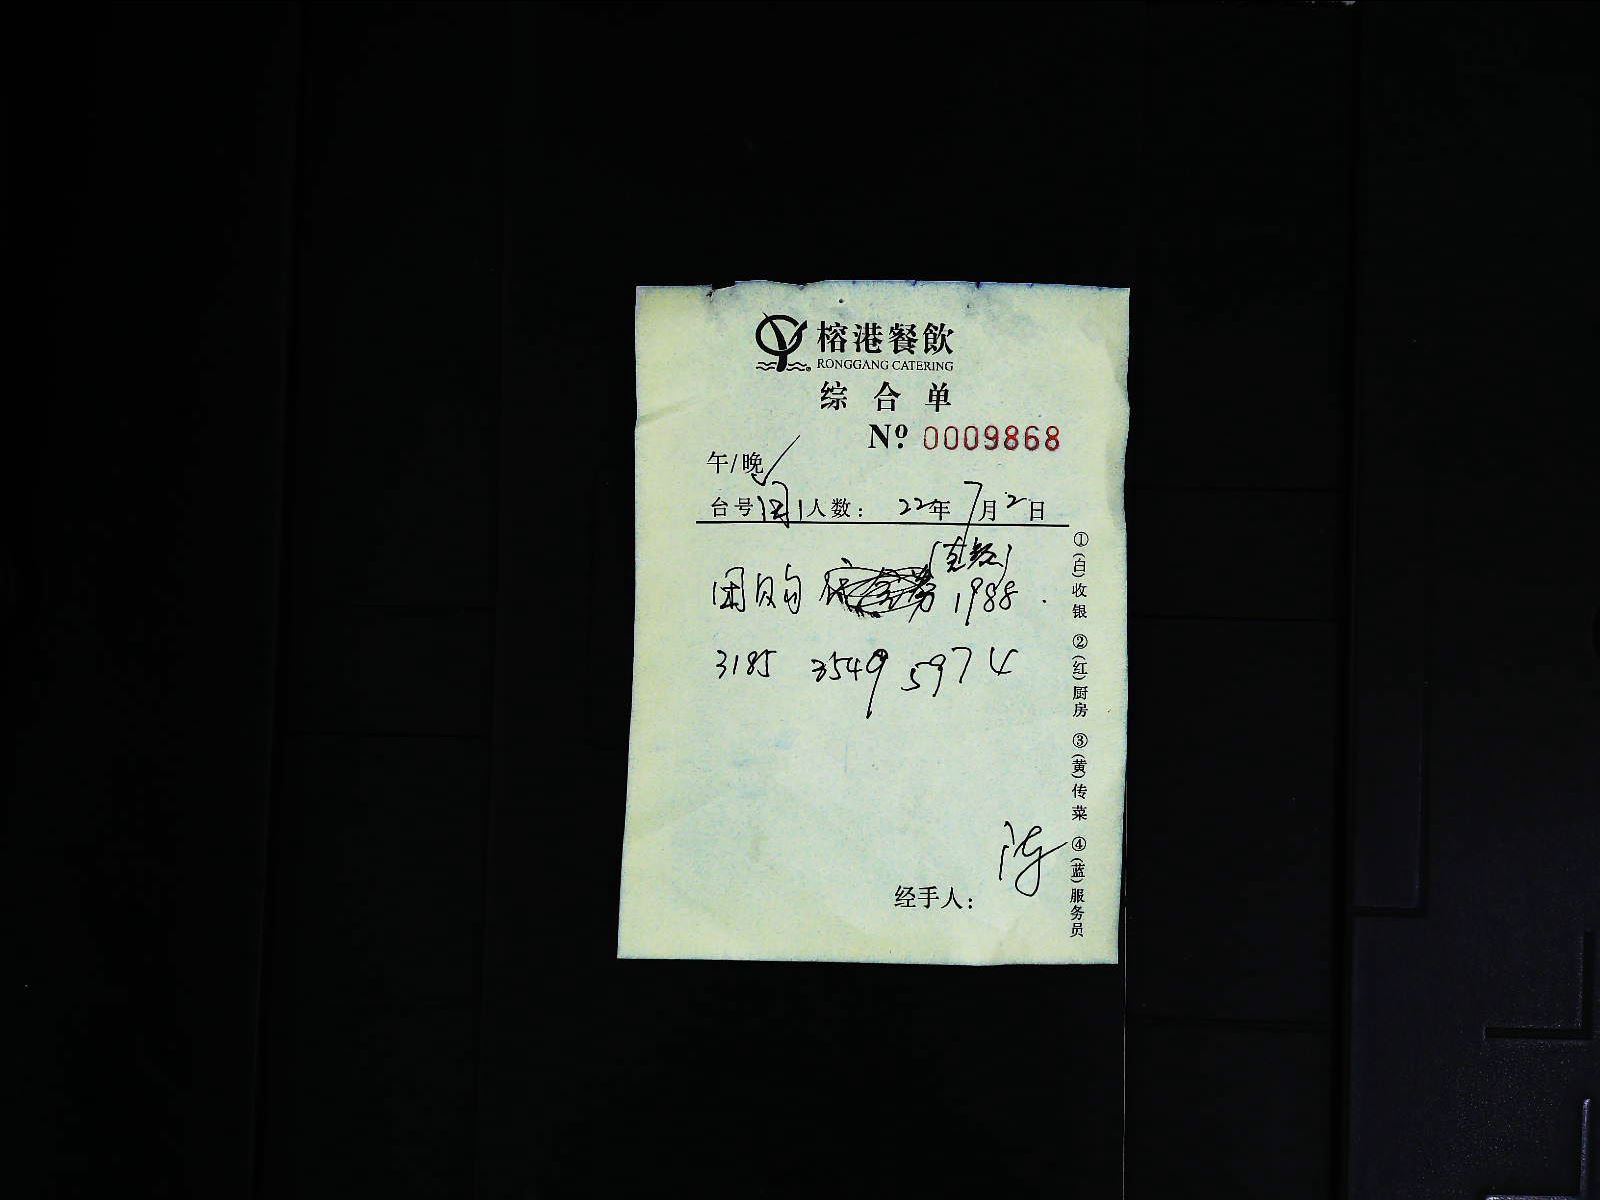 榕港餐飲
RONGGANG CATERING
综合单
Nº 0009868
午/晚
台号 人数: 22年7月2日
团购 1988
3185 3549 5974
经手人:
①(白)收银 ②(红)厨房 ③(黄)传菜 ④(蓝)服务员